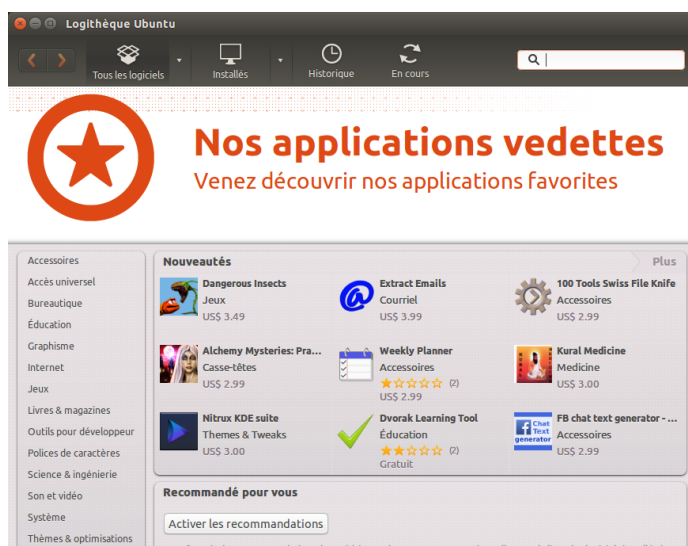 Logithèque Ubuntu
Tous les logiciels
Installés
Historique
En cours
Nos applications vedettes
Venez découvrir nos applications favorites
Accessoires
Accès universel
Bureautique
Éducation
Graphisme
Internet
Jeux
Livres & magazines
Outils pour développeur
Polices de caractères
Science & ingénierie
Son et vidéo
Système
Thèmes & optimisations
Nouveautés
Plus
Dangerous Insects
Jeux
US$ 3.49
Extract Emails
Courriel
US$ 3.99
100 Tools Swiss File Knife
Accessoires
US$ 2.99
Alchemy Mysteries: Pra...
Casse-têtes
US$ 2.99
Weekly Planner
Accessoires
(2)
US$ 2.99
Kural Medicine
Medicine
US$ 3.00
Nitrux KDE suite
Themes & Tweaks
US$ 3.00
Dvorak Learning Tool
Éducation
(2)
Gratuit
Chat
Text
generator
FB chat text generator - ...
Accessoires
US$ 2.99
Recommandé pour vous
Activer les recommandations